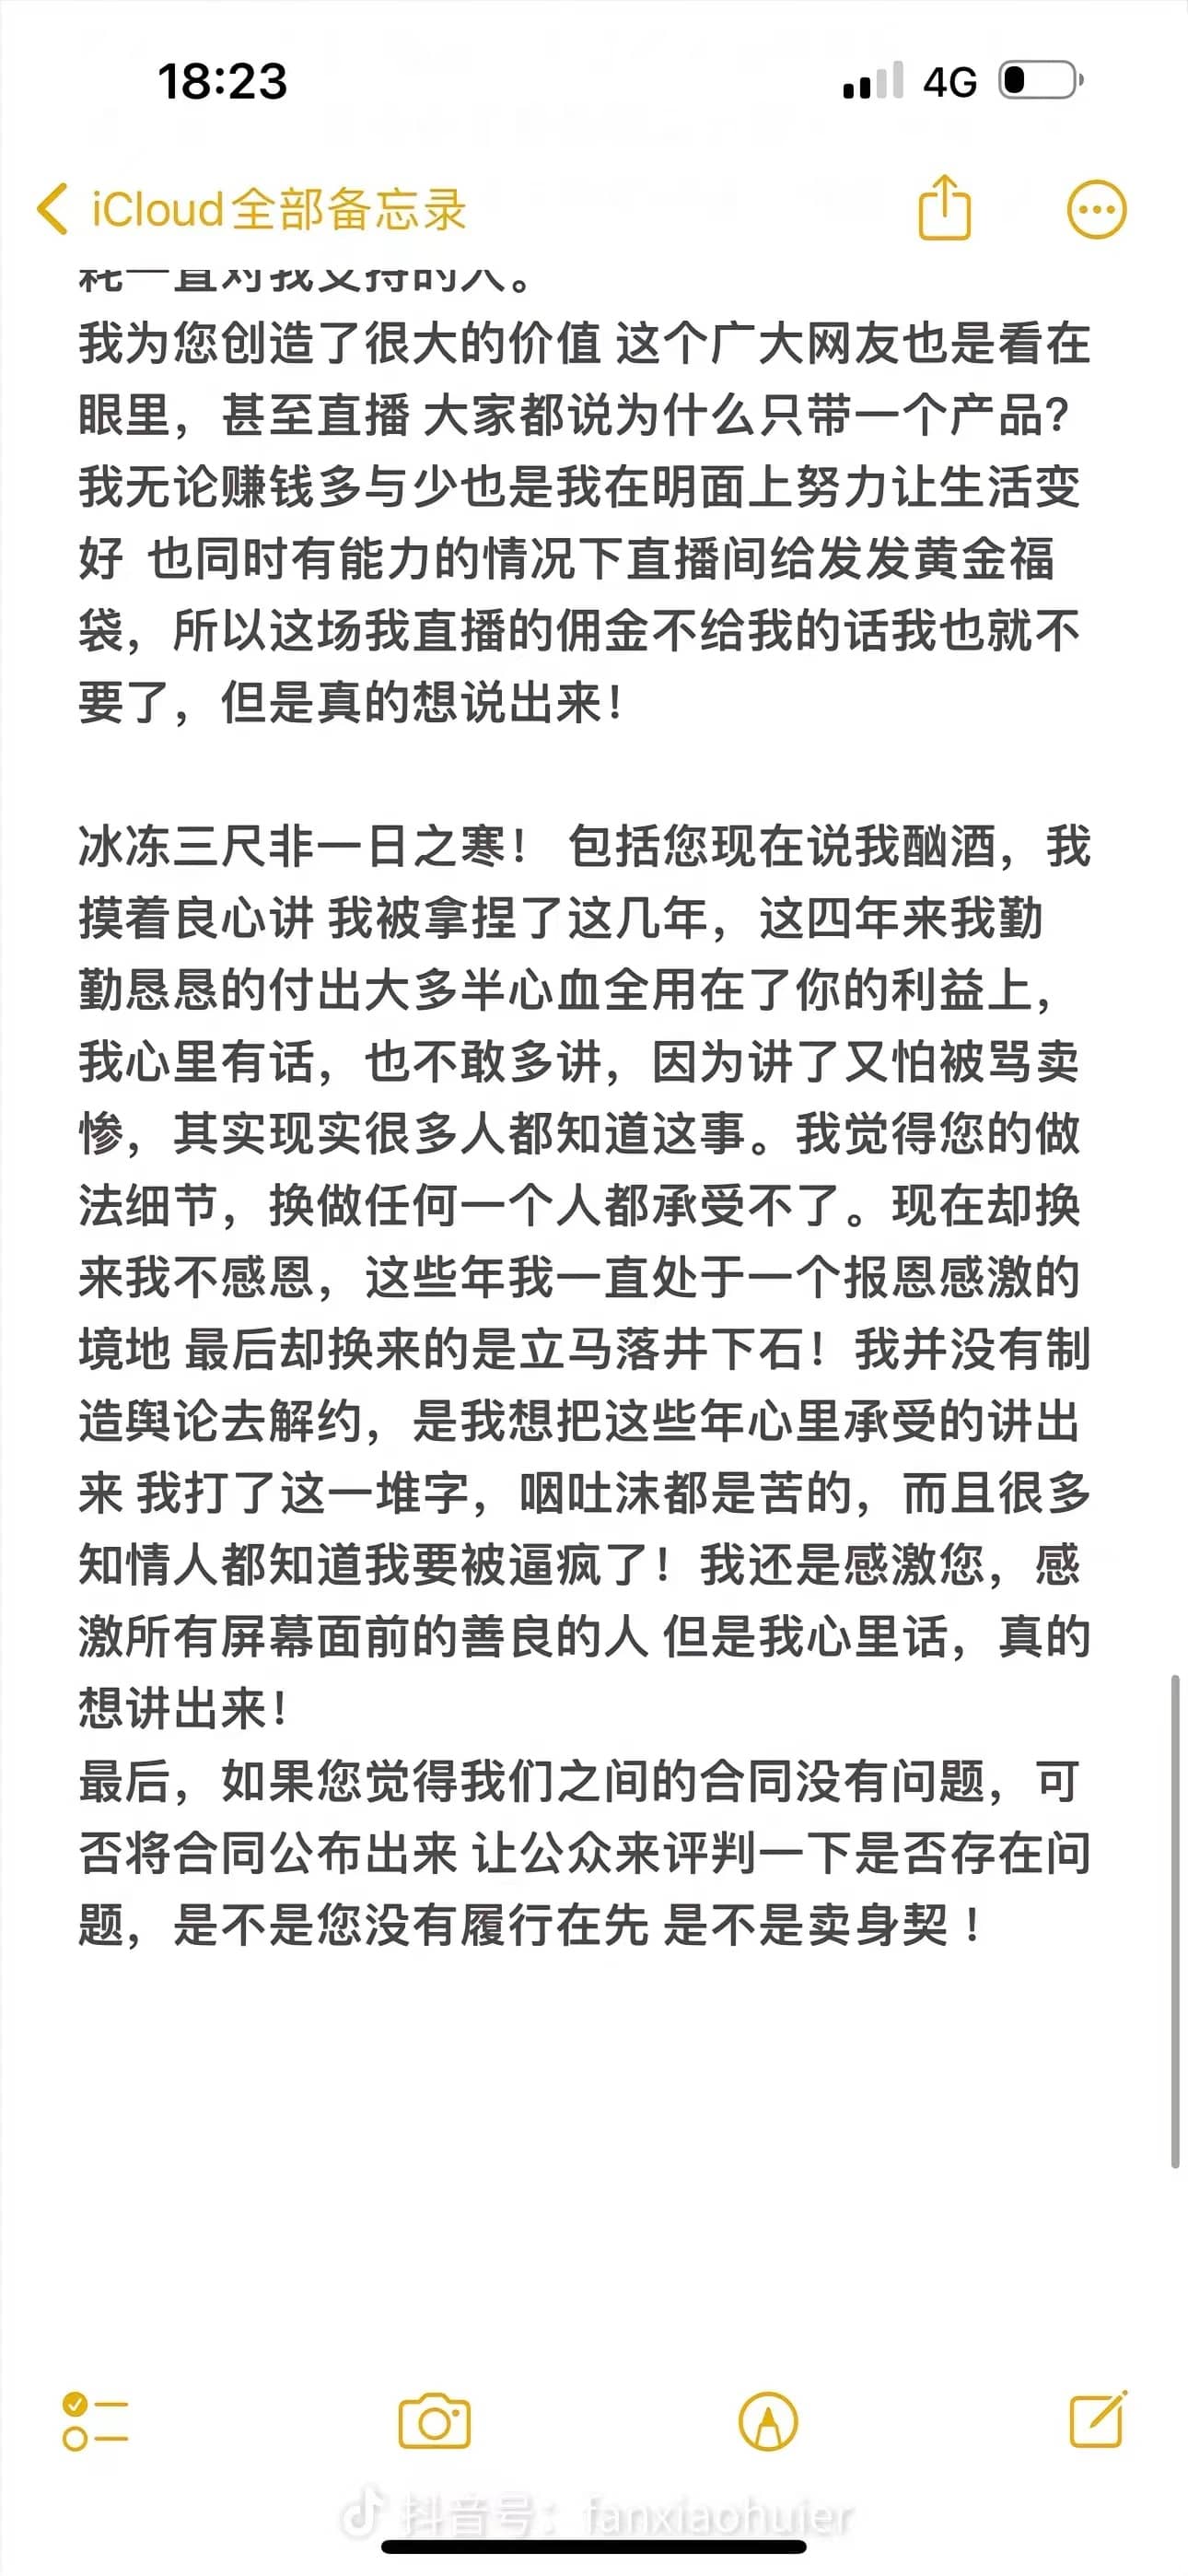 18:23
4G
iCloud全部备忘录
耗一直对我支持的人。
我为您创造了很大的价值 这个广大网友也是看在
眼里，甚至直播 大家都说为什么只带一个产品？
我无论赚钱多与少也是我在明面上努力让生活变
好 也同时有能力的情况下直播间给发发黄金福
袋，所以这场我直播的佣金不给我的话我也就不
要了，但是真的想说出来！
冰冻三尺非一日之寒！ 包括您现在说我酗酒，我
摸着良心讲 我被拿捏了这几年，这四年来我勤
勤恳恳的付出大多半心血全用在了你的利益上，
我心里有话，也不敢多讲，因为讲了又怕被骂卖
惨，其实现实很多人都知道这事。我觉得您的做
法细节，换做任何一个人都承受不了。现在却换
来我不感恩，这些年我一直处于一个报恩感激的
境地 最后却换来的是立马落井下石！我并没有制
造舆论去解约，是我想把这些年心里承受的讲出
来 我打了这一堆字，咽吐沫都是苦的，而且很多
知情人都知道我要被逼疯了！我还是感激您，感
激所有屏幕面前的善良的人 但是我心里话，真的
想讲出来！
最后，如果您觉得我们之间的合同没有问题，可
否将合同公布出来 让公众来评判一下是否存在问
题，是不是您没有履行在先 是不是卖身契！
抖音号：fanxiaohuier